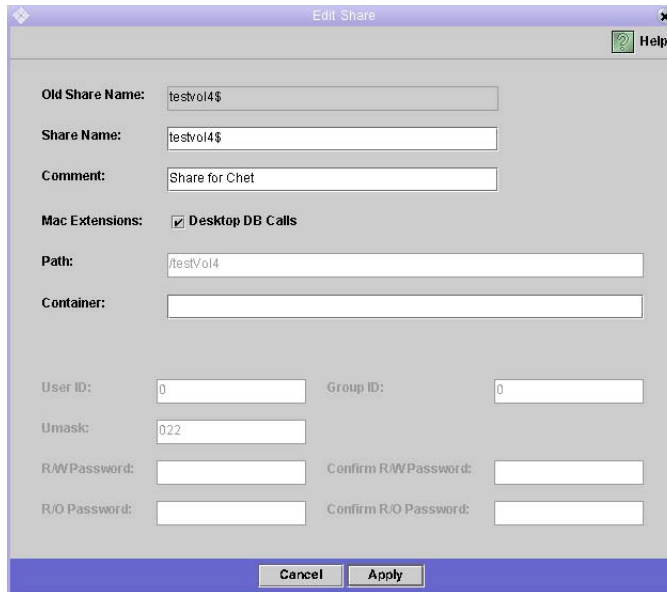 Edit Share
Help
Old Share Name: testvol4$
Share Name: testvol4$
Comment: Share for Chet
Mac Extensions: Desktop DB Calls
Path: /testVol4
Container:
User ID: 0 Group ID: 0
Umask: 022
R/W Password: Confirm R/W Password:
R/O Password: Confirm R/O Password:
Cancel Apply